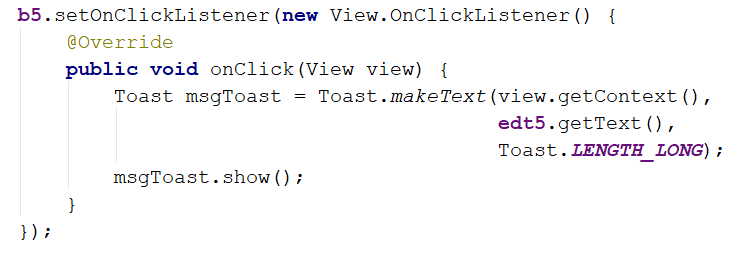 b5.setOnClickListener(new View.OnClickListener() {
@Override
public void onClick(View view) {
Toast msgToast = Toast.makeText(view.getContext(),
edt5.getText(),
Toast.LENGTH_LONG);
msgToast.show();
}
});